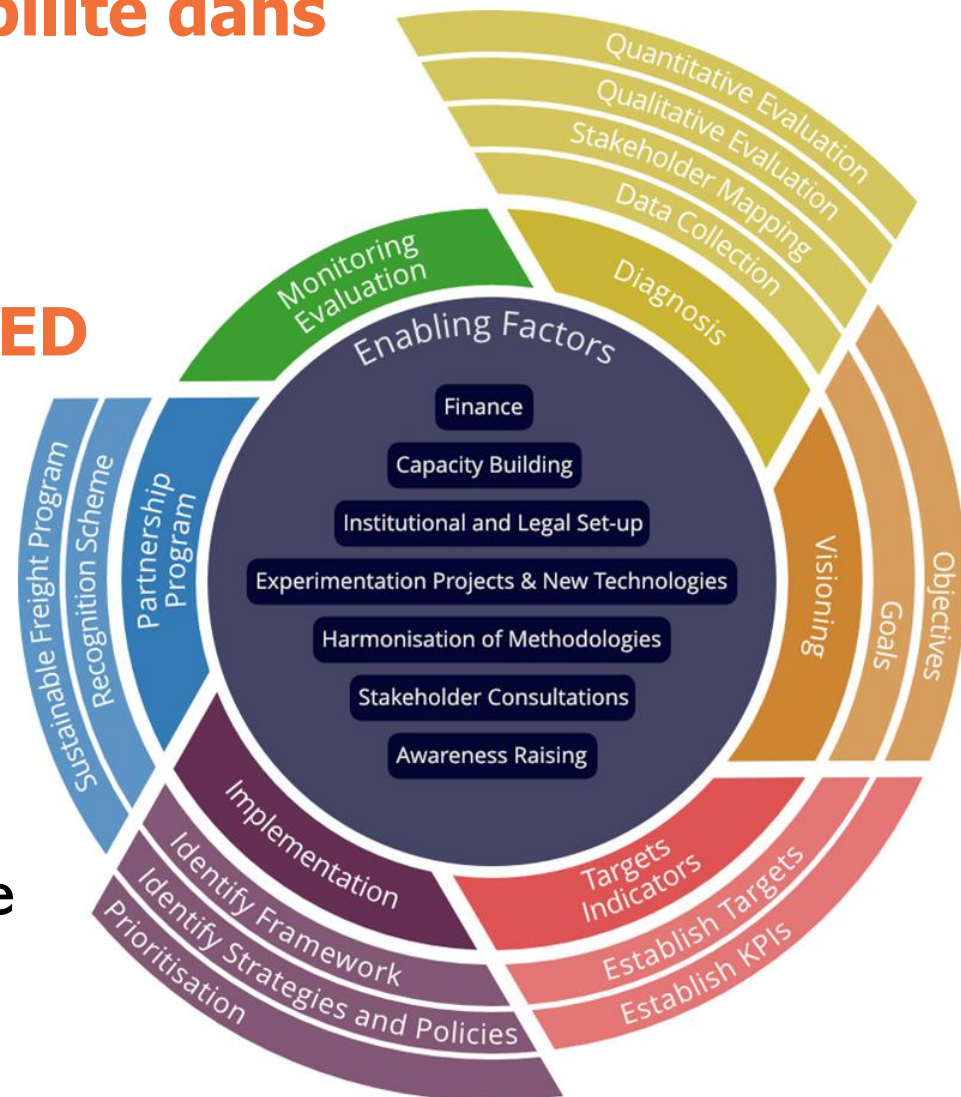 bilité dans
ED
e
Quantitative Evaluation
Qualitative Evaluation
Stakeholder Mapping
Data Collection
Diagnosis
Monitoring
Evaluation
Enabling Factors
Finance
Capacity Building
Institutional and Legal Set-up
Experimentation Projects & New Technologies
Harmonisation of Methodologies
Stakeholder Consultations
Awareness Raising
Visioning
Goals
Objectives
Targets
Indicators
Establish Targets
Establish KPIs
Implementation
Identify Framework
Identify Strategies and Policies
Prioritisation
Partnership
Program
Recognition Scheme
Sustainable Freight Program